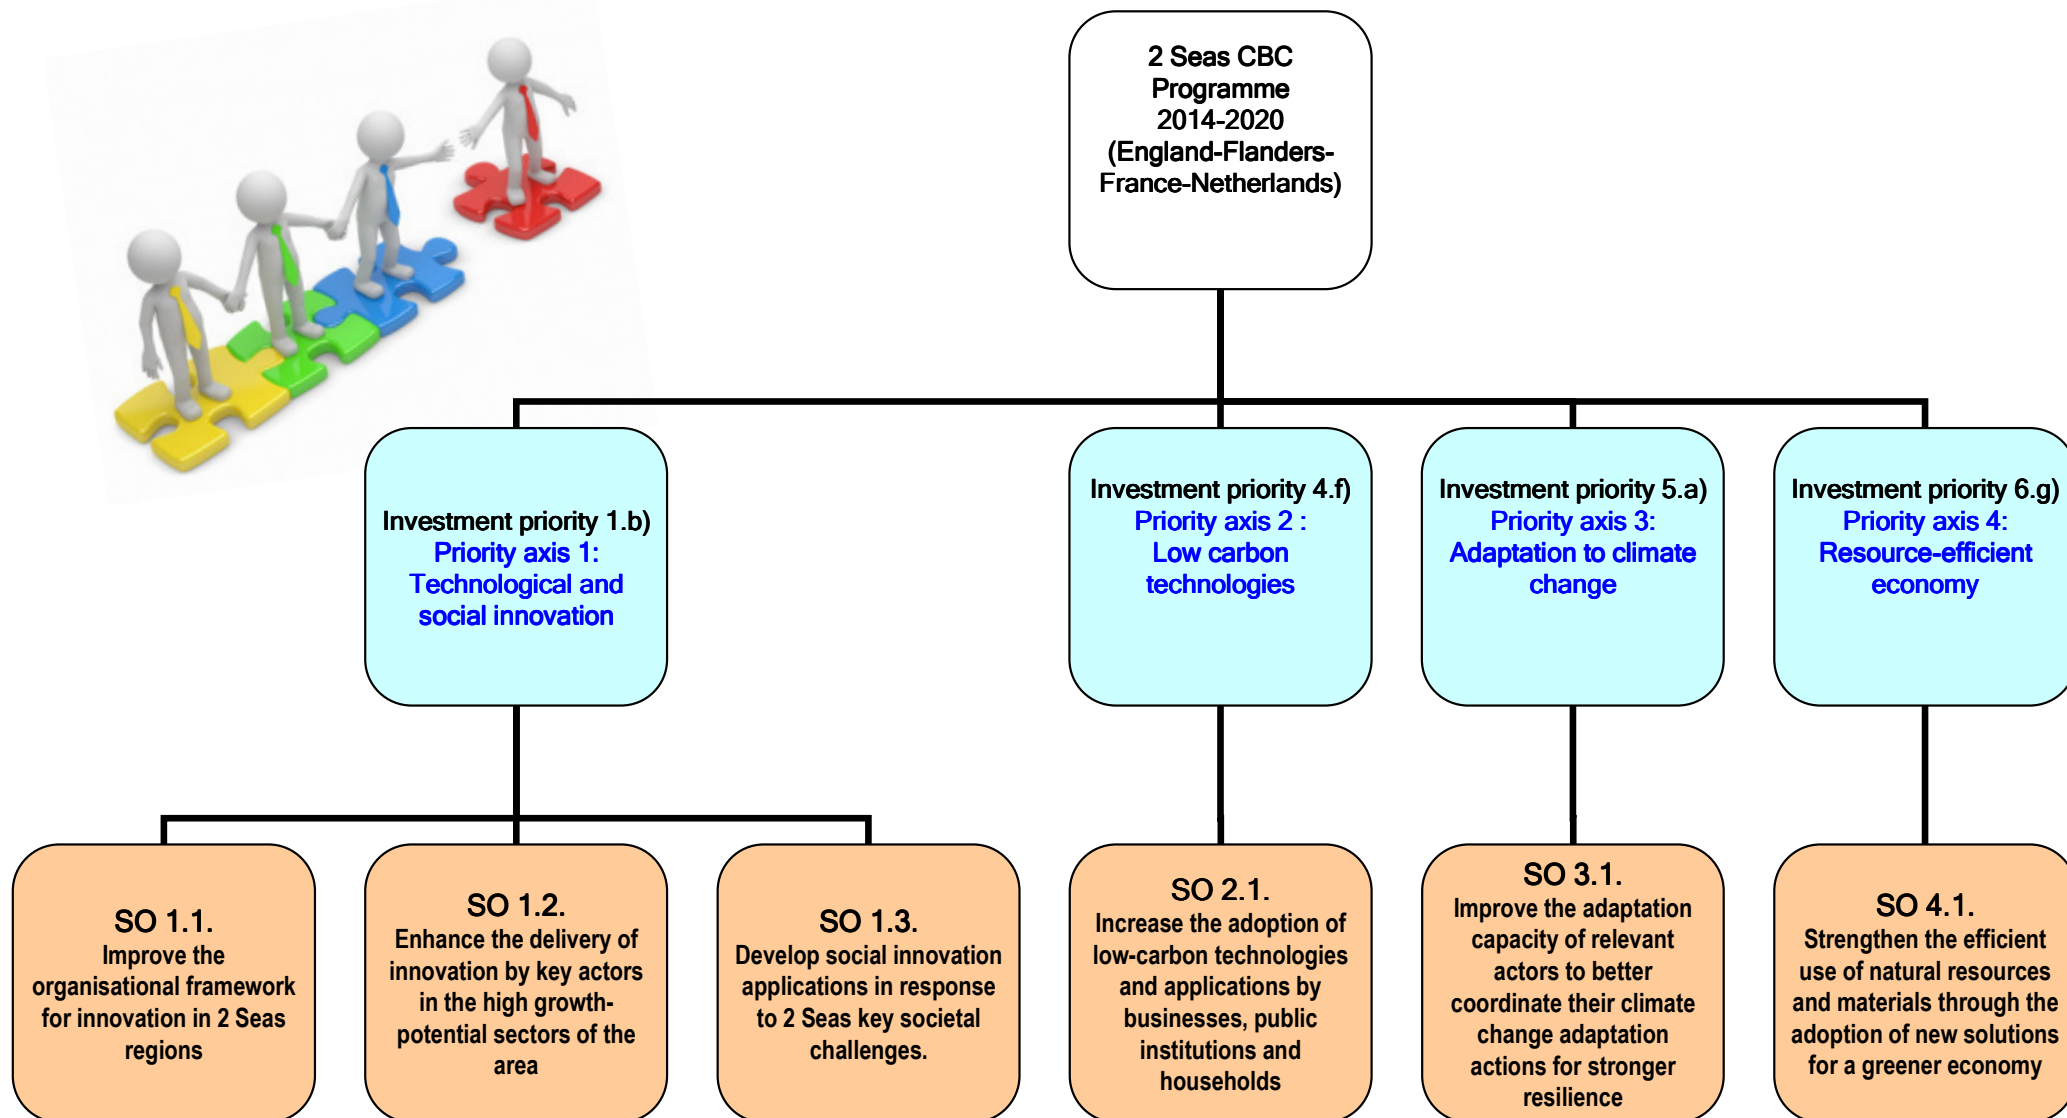 2 Seas CBC
Programme
2014-2020
(England-Flanders-
France-Netherlands)
Investment priority 1.b)
Priority axis 1:
Technological and
social innovation
Investment priority 4.f)
Priority axis 2 :
Low carbon
technologies
Investment priority 5.a)
Priority axis 3:
Adaptation to climate
change
Investment priority 6.g)
Priority axis 4:
Resource-efficient
economy
SO 1.1.
Improve the
organisational framework
for innovation in 2 Seas
regions
SO 1.2.
Enhance the delivery of
innovation by key actors
in the high growth-
potential sectors of the
area
SO 1.3.
Develop social innovation
applications in response
to 2 Seas key societal
challenges.
SO 2.1.
Increase the adoption of
low-carbon technologies
and applications by
businesses, public
institutions and
households
SO 3.1.
Improve the adaptation
capacity of relevant
actors to better
coordinate their climate
change adaptation
actions for stronger
resilience
SO 4.1.
Strengthen the efficient
use of natural resources
and materials through the
adoption of new solutions
for a greener economy